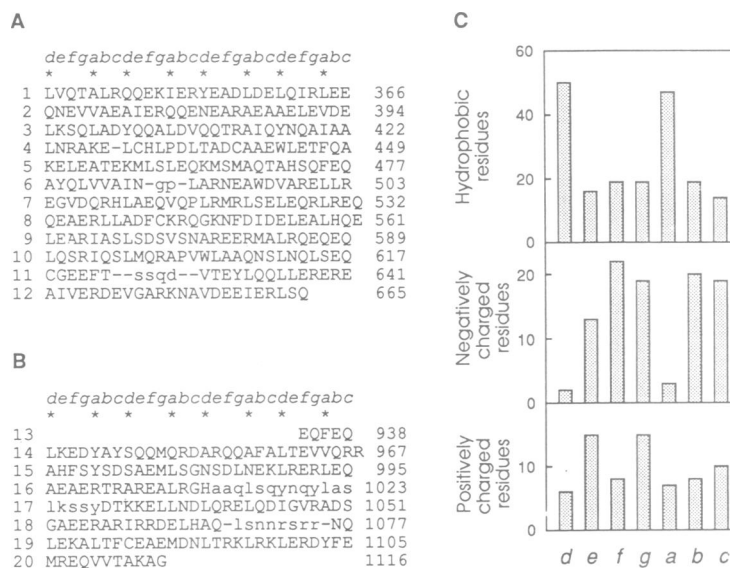 A
defgabcdefgabcdefgabcdefgabc
* * * * * * * *
1 LVQTALRQQEKIERYEADLDELQIRLEE 366
2 QNEVVAEAIERQQENEARAEAAELEVDE 394
3 LKSQLADYQQALDVQQTRAIQYNQAIAA 422
4 LNRAKE-LCHLPDLTADCAAEWLETFQA 449
5 KELEATEKMLSLEQKMSMAQTAHSQFEQ 477
6 AYQLVVAIN-gp-LARNEAWDVARELLR 503
7 EGVDQRHLAEQVQPLRMRLSELEQRLREQ 532
8 QEAERLLADFCKRQGKNFDIDELEALHQE 561
9 LEARIASLSDSVSNAREERMALRQEQEQ 589
10 LQSRIQSLMQRAPVWLAAQNSLNQLSEQ 617
11 CGEEFT--ssqd-VTEYLQQLLERERE 641
12 AIVERDEVGARKNAVDEEIERLSQ 665
B
defgabcdefgabcdefgabcdefgabc
* * * * * * * *
13 EQFEQ 938
14 LKEDYAYSQQMQRDARQQAFALTEVVQRR 967
15 AHFSYSDSAEMLSGNSDLNEKLRERLEQ 995
16 AEAERTRAREALRGHaaqlsqynqvlas 1023
17 lkssyDTKKELLNDLQRELQDIGVRADS 1051
18 GAEERARIRRDELHAQ-lsnnrsrr-NQ 1077
19 LEKALTFCEAEMDNLTRKLRKLERDYFE 1105
20 MREQVVTAKAG 1116
C
60
40
20
0
Hydrophobic residues
20
10
0
Negatively charged residues
10
0
Positively charged residues
d e f g a b c